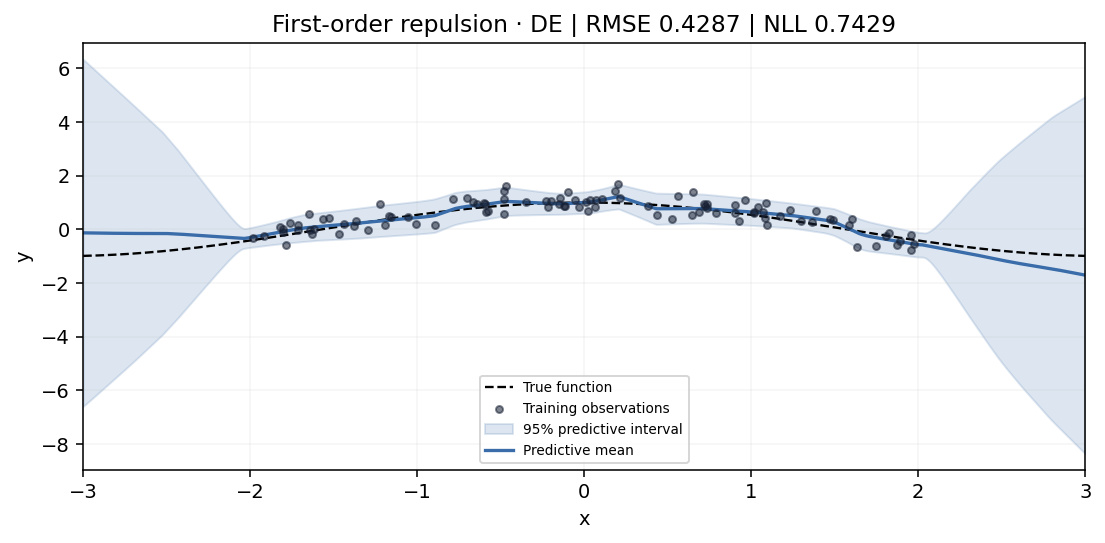 First-order repulsion · DE | RMSE 0.4287 | NLL 0.7429
y
6
4
2
0
−2
−4
−6
−8
True function
Training observations
95% predictive interval
Predictive mean
−3 −2 −1 0 1 2 3
x